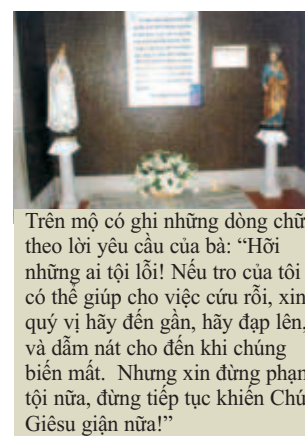 Trên mộ có ghi những dòng chữ
theo lời yêu cầu của bà: “Hỡi
những ai tội lỗi! Nếu tro của tôi
có thể giúp cho việc cứu rỗi, xin
quý vị hãy đến gần, hãy đạp lên,
và dẫm nát cho đến khi chúng
biến mất. Nhưng xin đừng phạm
tội nữa, đừng tiếp tục khiến Chúa
Giêsu giận nữa!”